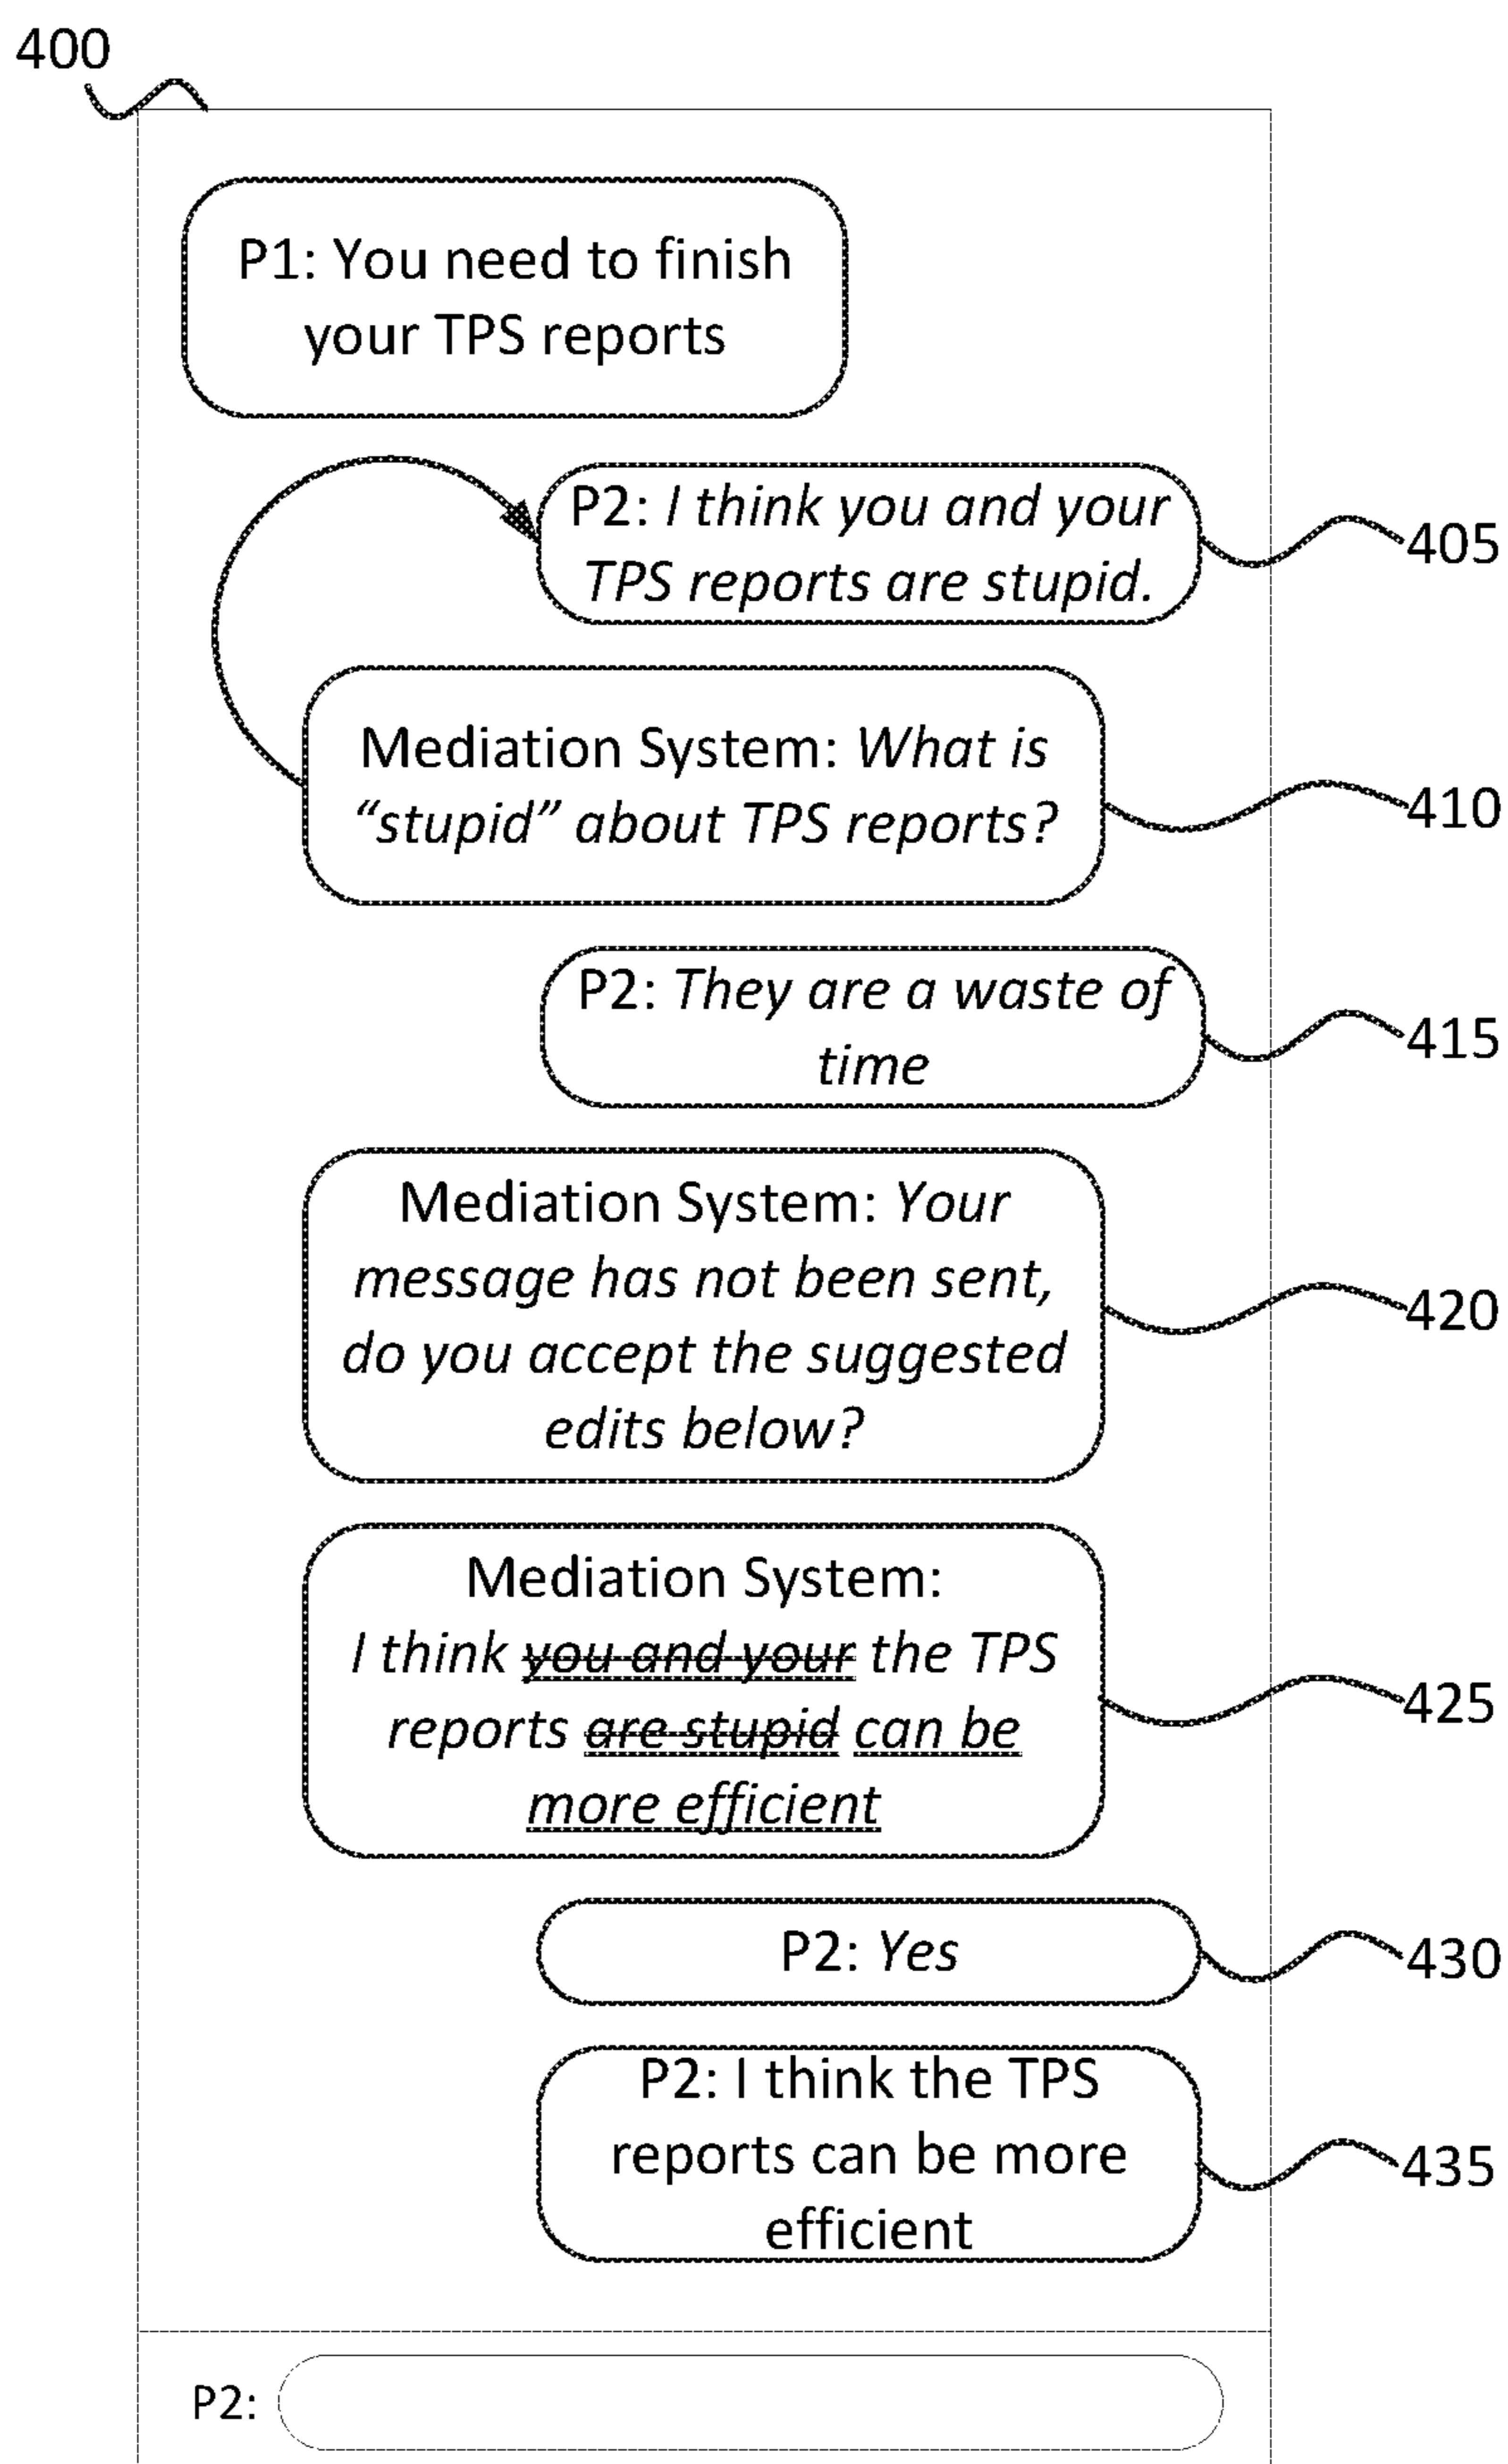 400
P1: You need to finish
your TPS reports
P2: I think you and your
TPS reports are stupid.
405
Mediation System: What is
“stupid” about TPS reports?
410
P2: They are a waste of
time
415
Mediation System: Your
message has not been sent,
do you accept the suggested
edits below?
420
Mediation System:
I think you and your the TPS
reports are stupid can be
more efficient
425
P2: Yes
430
P2: I think the TPS
reports can be more
efficient
435
P2: